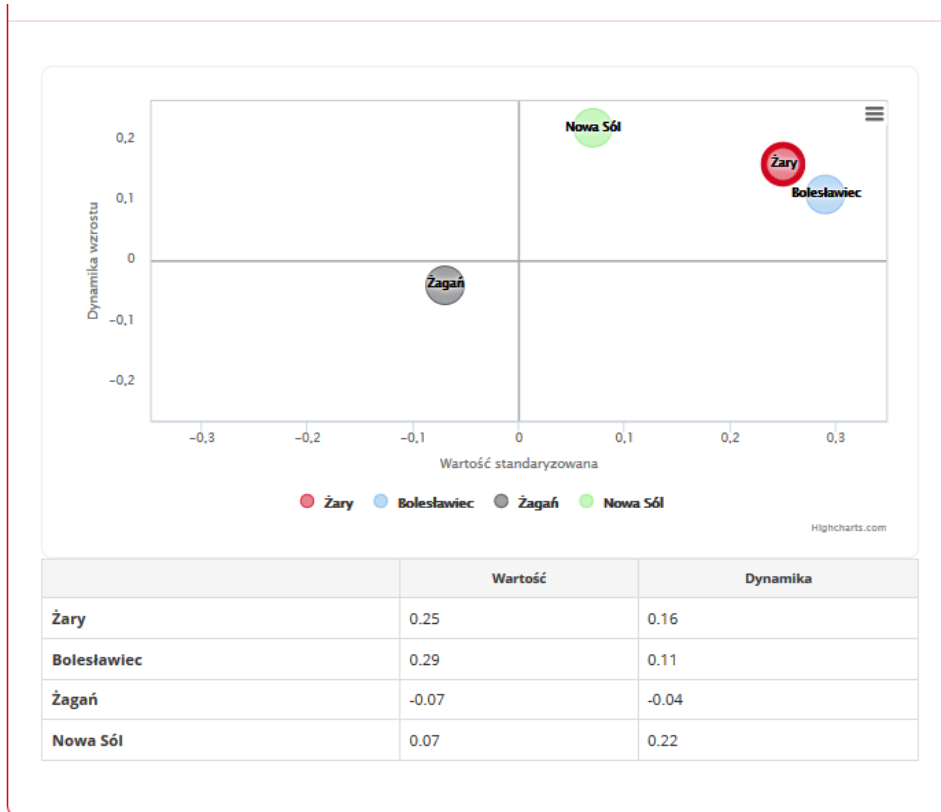 0,2
0,1
0
-0,1
-0,2
Dynamika wzrostu
Nowa Sól
Żary
Bolesławiec
Żagań
-0,3 -0,2 -0,1 0 0,1 0,2 0,3
Wartość standaryzowana
Żary Bolesławiec Żagań Nowa Sól
Highcharts.com
Wartość Dynamika
Żary 0.25 0.16
Bolesławiec 0.29 0.11
Żagań -0.07 -0.04
Nowa Sól 0.07 0.22